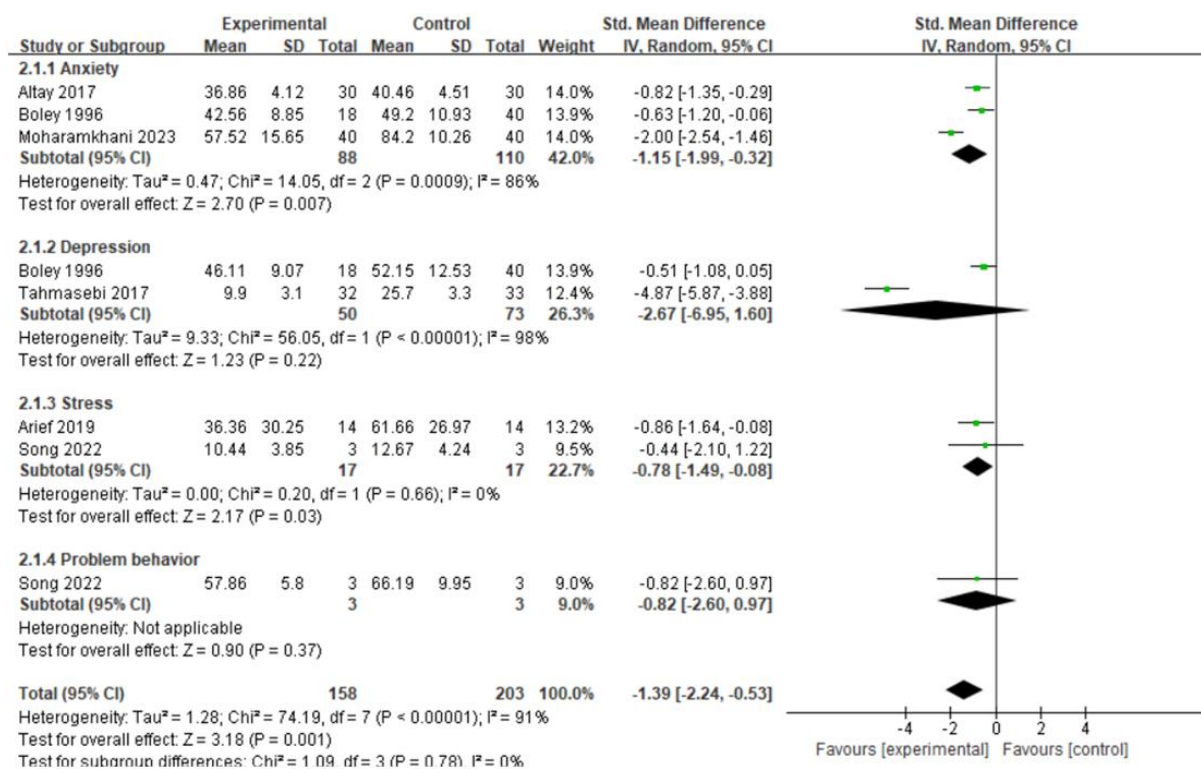 Experimental Control Std. Mean Difference Std. Mean Difference
Study or Subgroup Mean SD Total Mean SD Total Weight IV, Random, 95% CI IV, Random, 95% CI
2.1.1 Anxiety
Altay 2017 36.86 4.12 30 40.46 4.51 30 14.0% -0.82 [-1.35, -0.29]
Boley 1996 42.56 8.85 18 49.2 10.93 40 13.9% -0.63 [-1.20, -0.06]
Moharamkhani 2023 57.52 15.65 40 84.2 10.26 40 14.0% -2.00 [-2.54, -1.46]
Subtotal (95% CI) 88 110 42.0% -1.15 [-1.99, -0.32]
Heterogeneity: Tau² = 0.47; Chi² = 14.05, df = 2 (P = 0.0009); I² = 86%
Test for overall effect: Z = 2.70 (P = 0.007)
2.1.2 Depression
Boley 1996 46.11 9.07 18 52.15 12.53 40 13.9% -0.51 [-1.08, 0.05]
Tahmasebi 2017 9.9 3.1 32 25.7 3.3 33 12.4% -4.87 [-5.87, -3.88]
Subtotal (95% CI) 50 73 26.3% -2.67 [-6.95, 1.60]
Heterogeneity: Tau² = 9.33; Chi² = 56.05, df = 1 (P < 0.00001); I² = 98%
Test for overall effect: Z = 1.23 (P = 0.22)
2.1.3 Stress
Arief 2019 36.36 30.25 14 61.66 26.97 14 13.2% -0.86 [-1.64, -0.08]
Song 2022 10.44 3.85 3 12.67 4.24 3 9.5% -0.44 [-2.10, 1.22]
Subtotal (95% CI) 17 17 22.7% -0.78 [-1.49, -0.08]
Heterogeneity: Tau² = 0.00; Chi² = 0.20, df = 1 (P = 0.66); I² = 0%
Test for overall effect: Z = 2.17 (P = 0.03)
2.1.4 Problem behavior
Song 2022 57.86 5.8 3 66.19 9.95 3 9.0% -0.82 [-2.60, 0.97]
Subtotal (95% CI) 3 3 9.0% -0.82 [-2.60, 0.97]
Heterogeneity: Not applicable
Test for overall effect: Z = 0.90 (P = 0.37)
Total (95% CI) 158 203 100.0% -1.39 [-2.24, -0.53]
Heterogeneity: Tau² = 1.28; Chi² = 74.19, df = 7 (P < 0.00001); I² = 91%
Test for overall effect: Z = 3.18 (P = 0.001)
Test for subgroup differences: Chi² = 1.09, df = 3 (P = 0.78), I² = 0%
-4 -2 0 2 4
Favours [experimental] Favours [control]